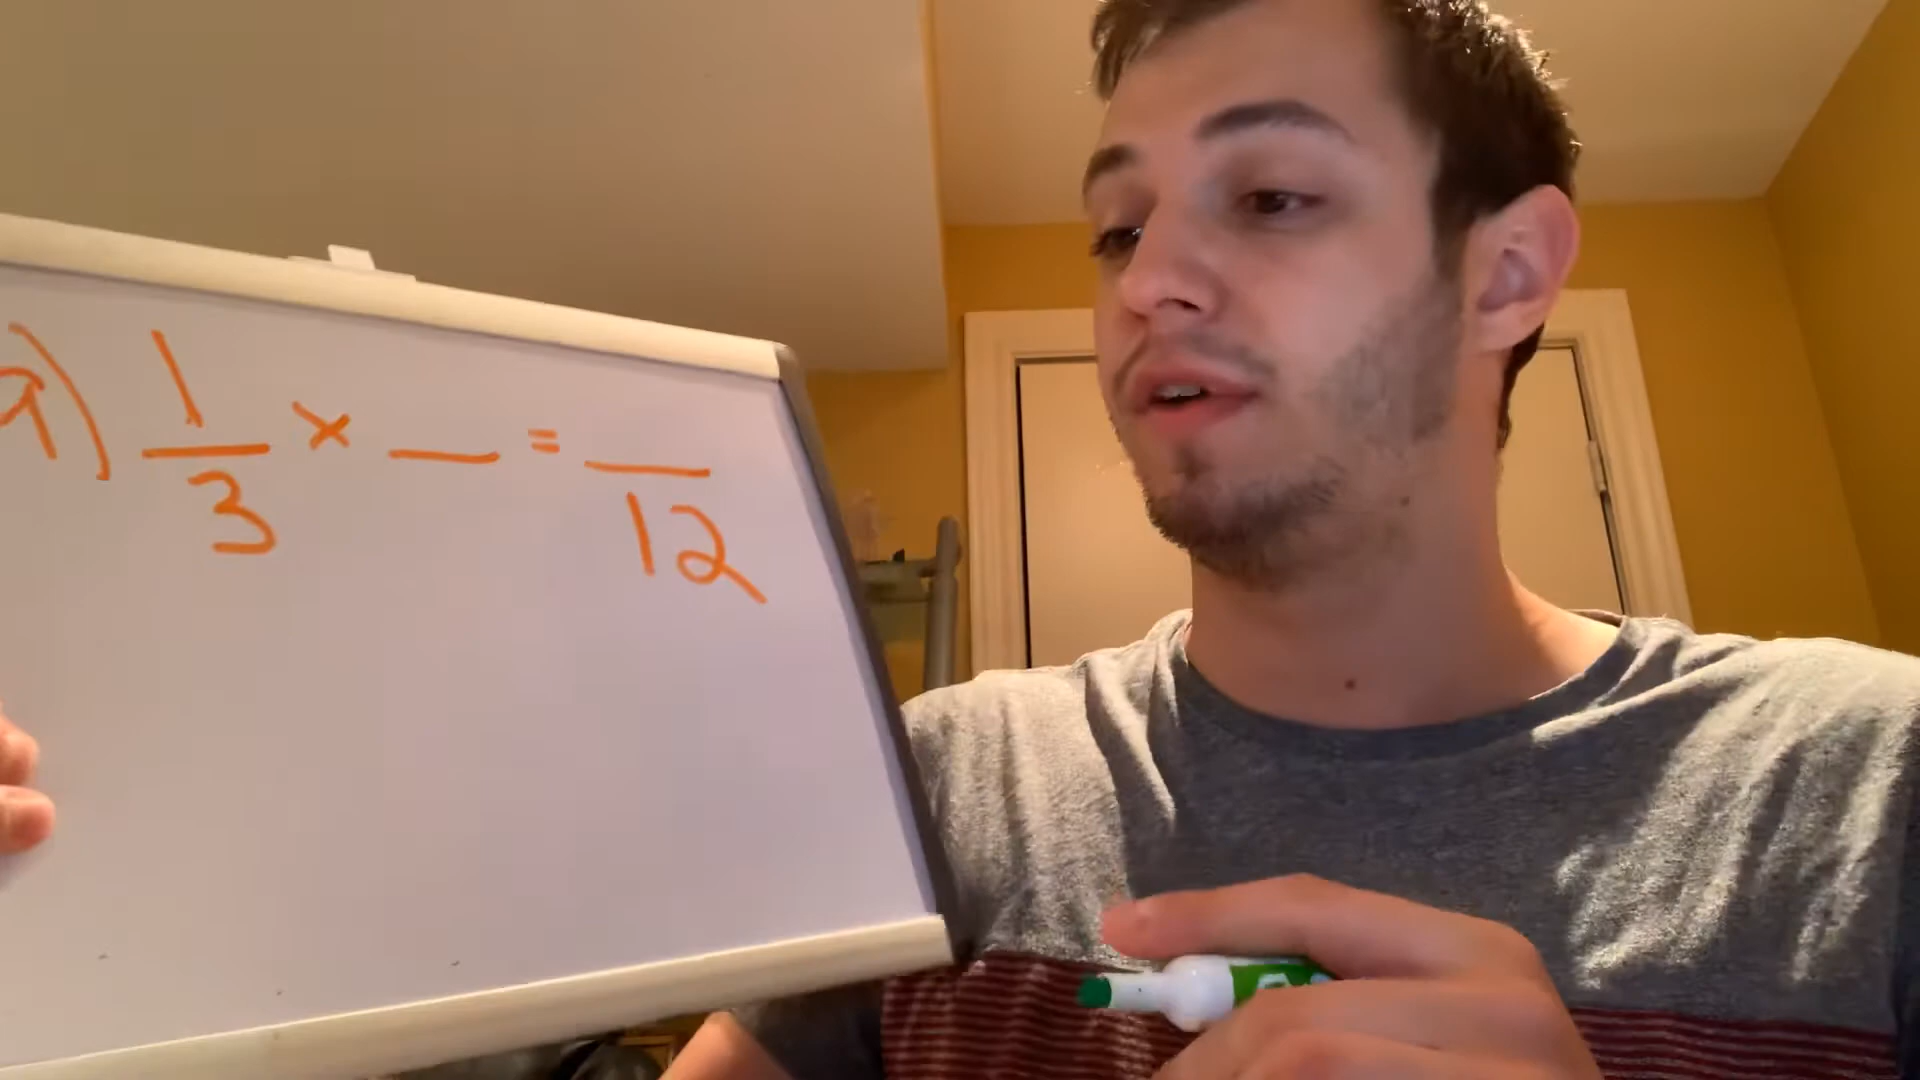 a) 1/3 × __ = __/12